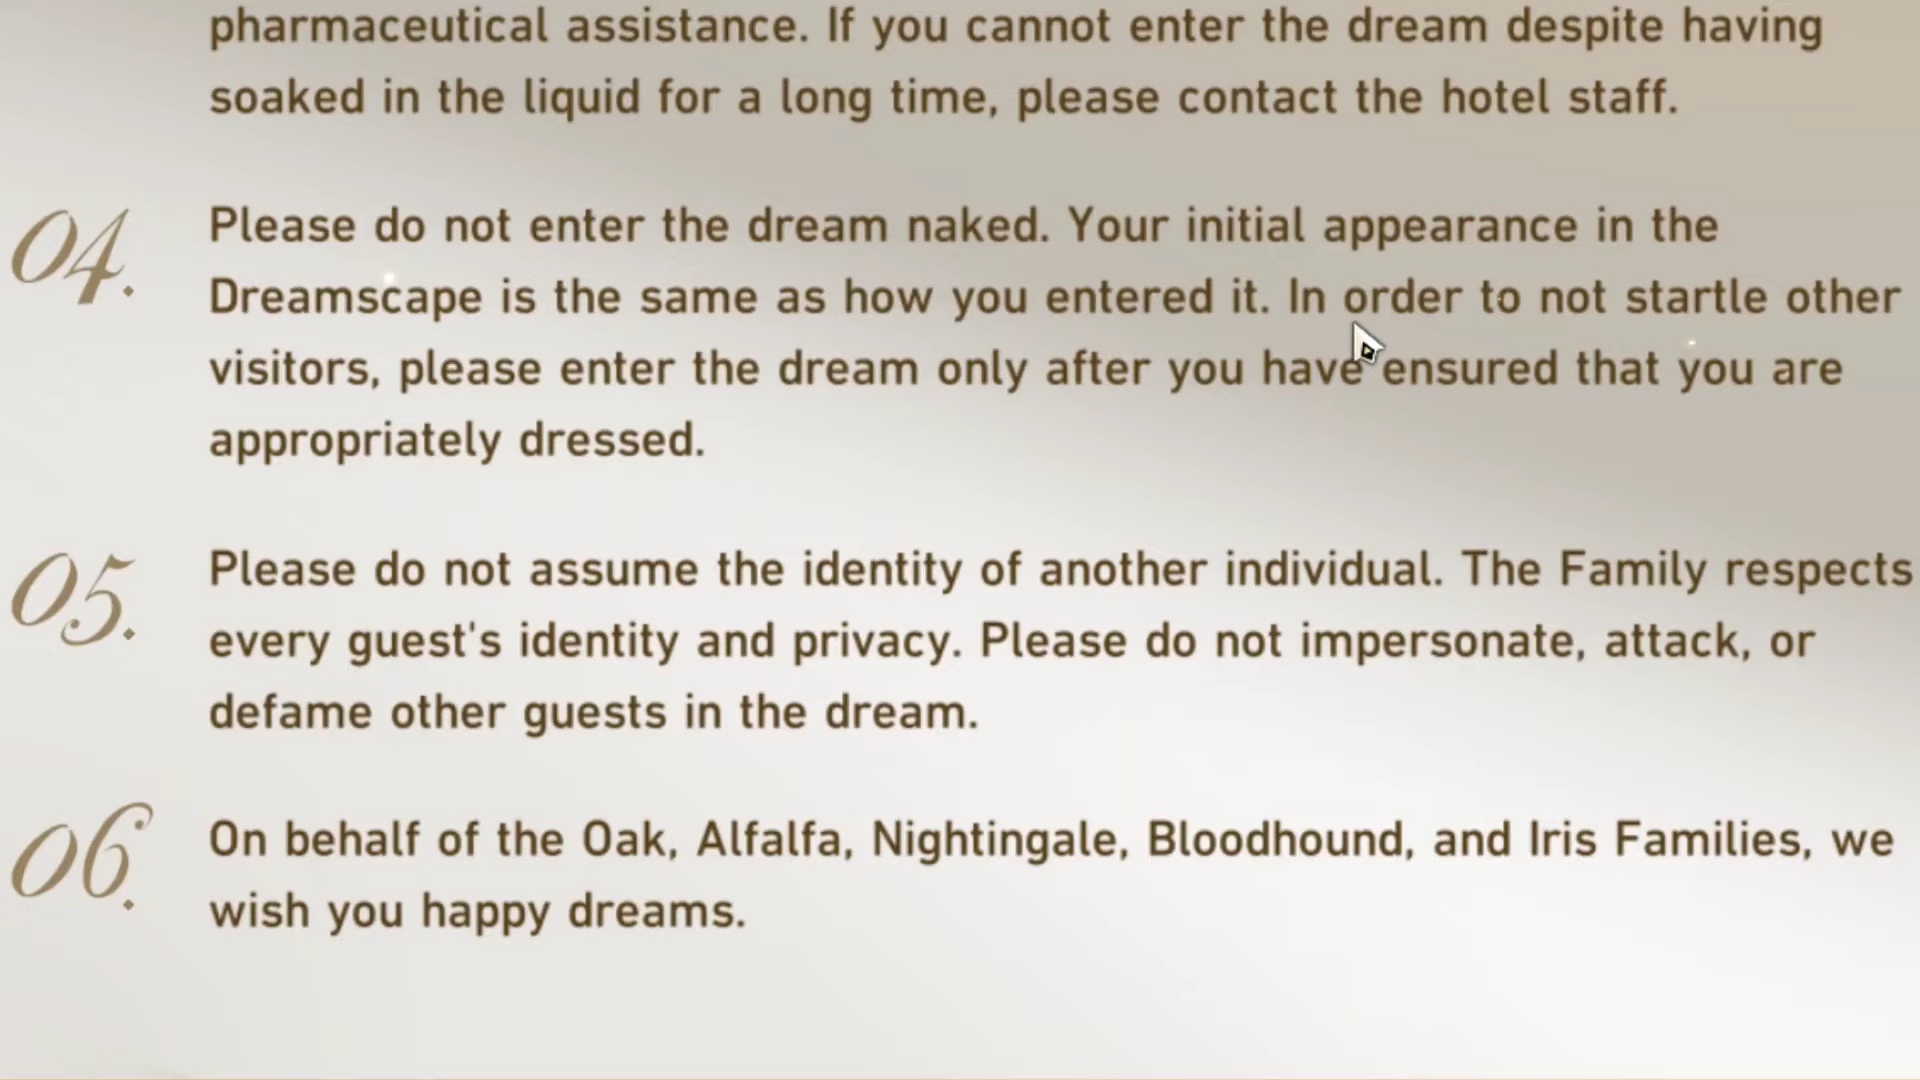 pharmaceutical assistance. If you cannot enter the dream despite having
soaked in the liquid for a long time, please contact the hotel staff.
04.
Please do not enter the dream naked. Your initial appearance in the
Dreamscape is the same as how you entered it. In order to not startle other
visitors, please enter the dream only after you have ensured that you are
appropriately dressed.
05.
Please do not assume the identity of another individual. The Family respects
every guest's identity and privacy. Please do not impersonate, attack, or
defame other guests in the dream.
06.
On behalf of the Oak, Alfalfa, Nightingale, Bloodhound, and Iris Families, we
wish you happy dreams.